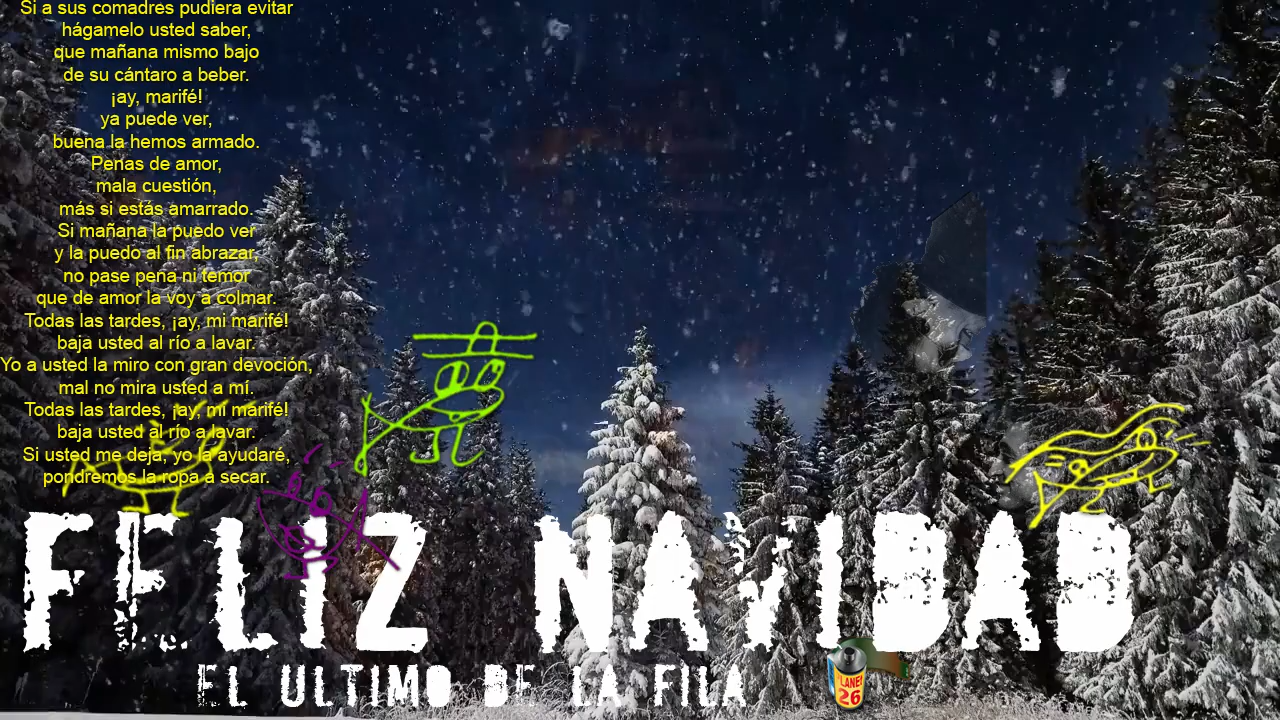 Si a sus comadres pudiera evitar
hágamelo usted saber,
que mañana mismo bajo
de su cántaro a beber.
¡ay, marifé!
ya puede ver,
buena la hemos armado.
Penas de amor,
mala cuestión,
más si estás amarrado.
Si mañana la puedo ver
y la puedo al fin abrazar,
no pase pena ni temor
que de amor la voy a colmar.
Todas las tardes, ¡ay, mi marifé!
baja usted al río a lavar.
Yo a usted la miro con gran devoción,
mal no mira usted a mí.
Todas las tardes, ¡ay, mi marifé!
baja usted al río a lavar.
Si usted me deja, yo la ayudaré,
pondremos la ropa a secar.
FELIZ NAVIDAD
EL ULTIMO DE LA FILA
PLANET
26